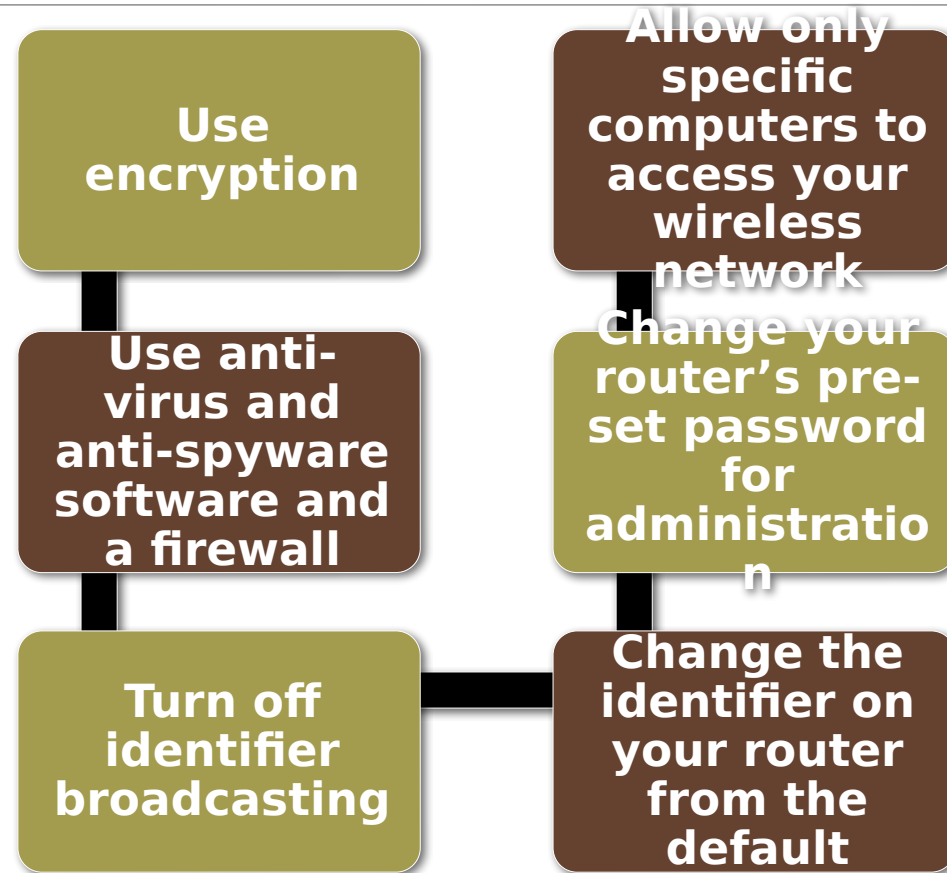 Use
encryption
Use anti-
virus and
anti-spyware
software and
a firewall
Turn off
identifier
broadcasting
Change the
identifier on
your router
from the
default
Change your
router’s pre-
set password
for
administratio
n
Allow only
specific
computers to
access your
wireless
network